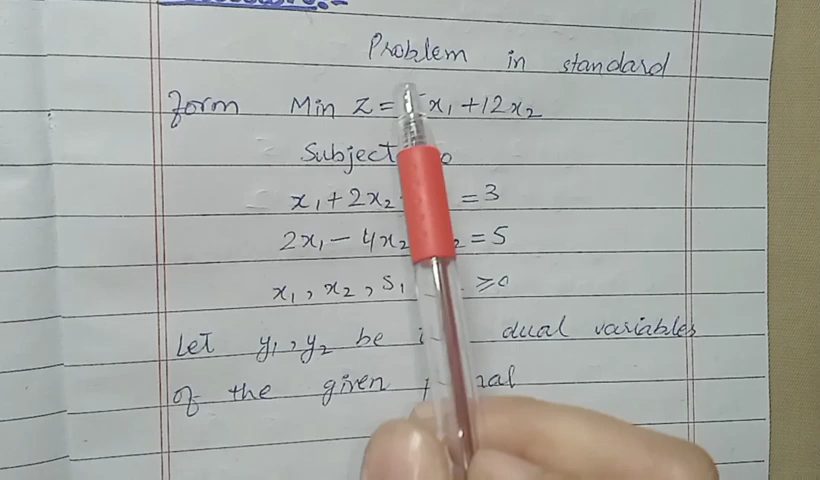 Problem in standard
form Min Z = x₁ + 12x₂
Subject
x₁ + 2x₂ = 3
2x₁ - 4x₂ = 5
x₁, x₂, s₁ ≥ 0
Let y₁, y₂ be dual variables
of the given